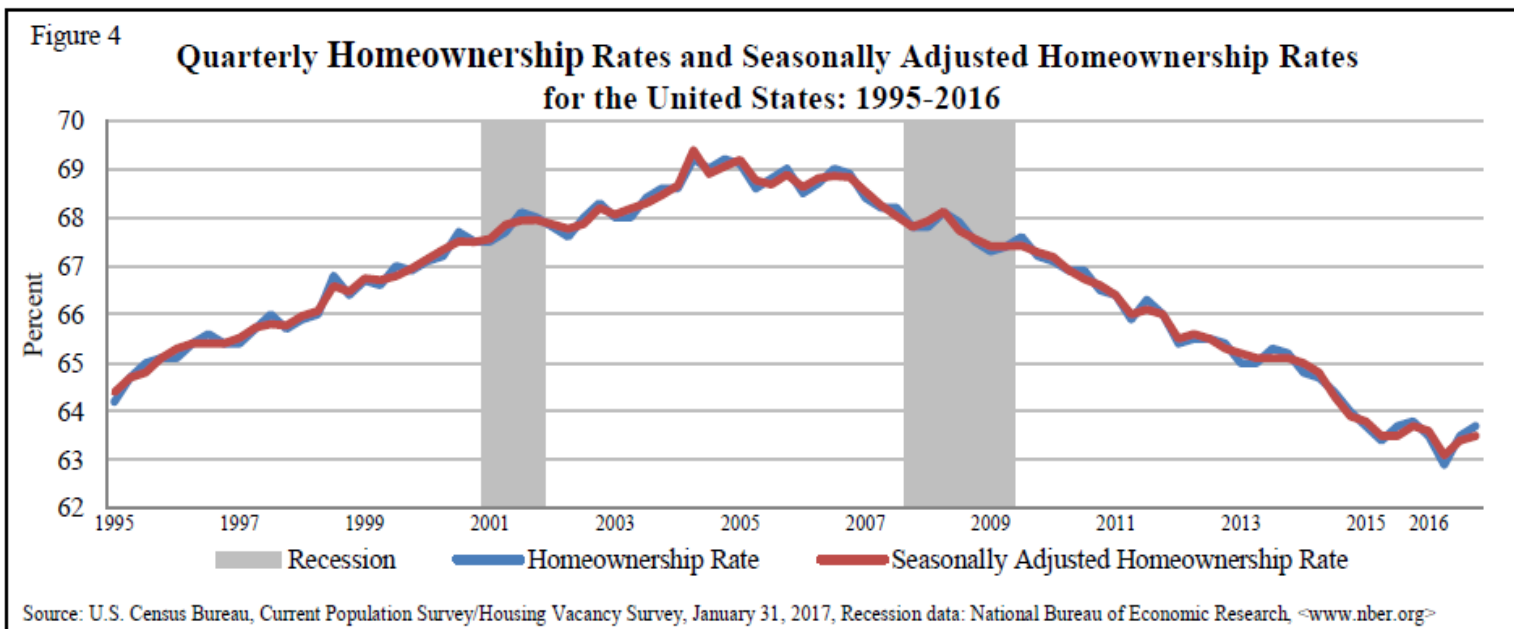 Figure 4
Quarterly Homeownership Rates and Seasonally Adjusted Homeownership Rates
for the United States: 1995-2016
Percent
70
69
68
67
66
65
64
63
62
1995 1997 1999 2001 2003 2005 2007 2009 2011 2013 2015 2016
Recession Homeownership Rate Seasonally Adjusted Homeownership Rate
Source: U.S. Census Bureau, Current Population Survey/Housing Vacancy Survey, January 31, 2017, Recession data: National Bureau of Economic Research, <www.nber.org>